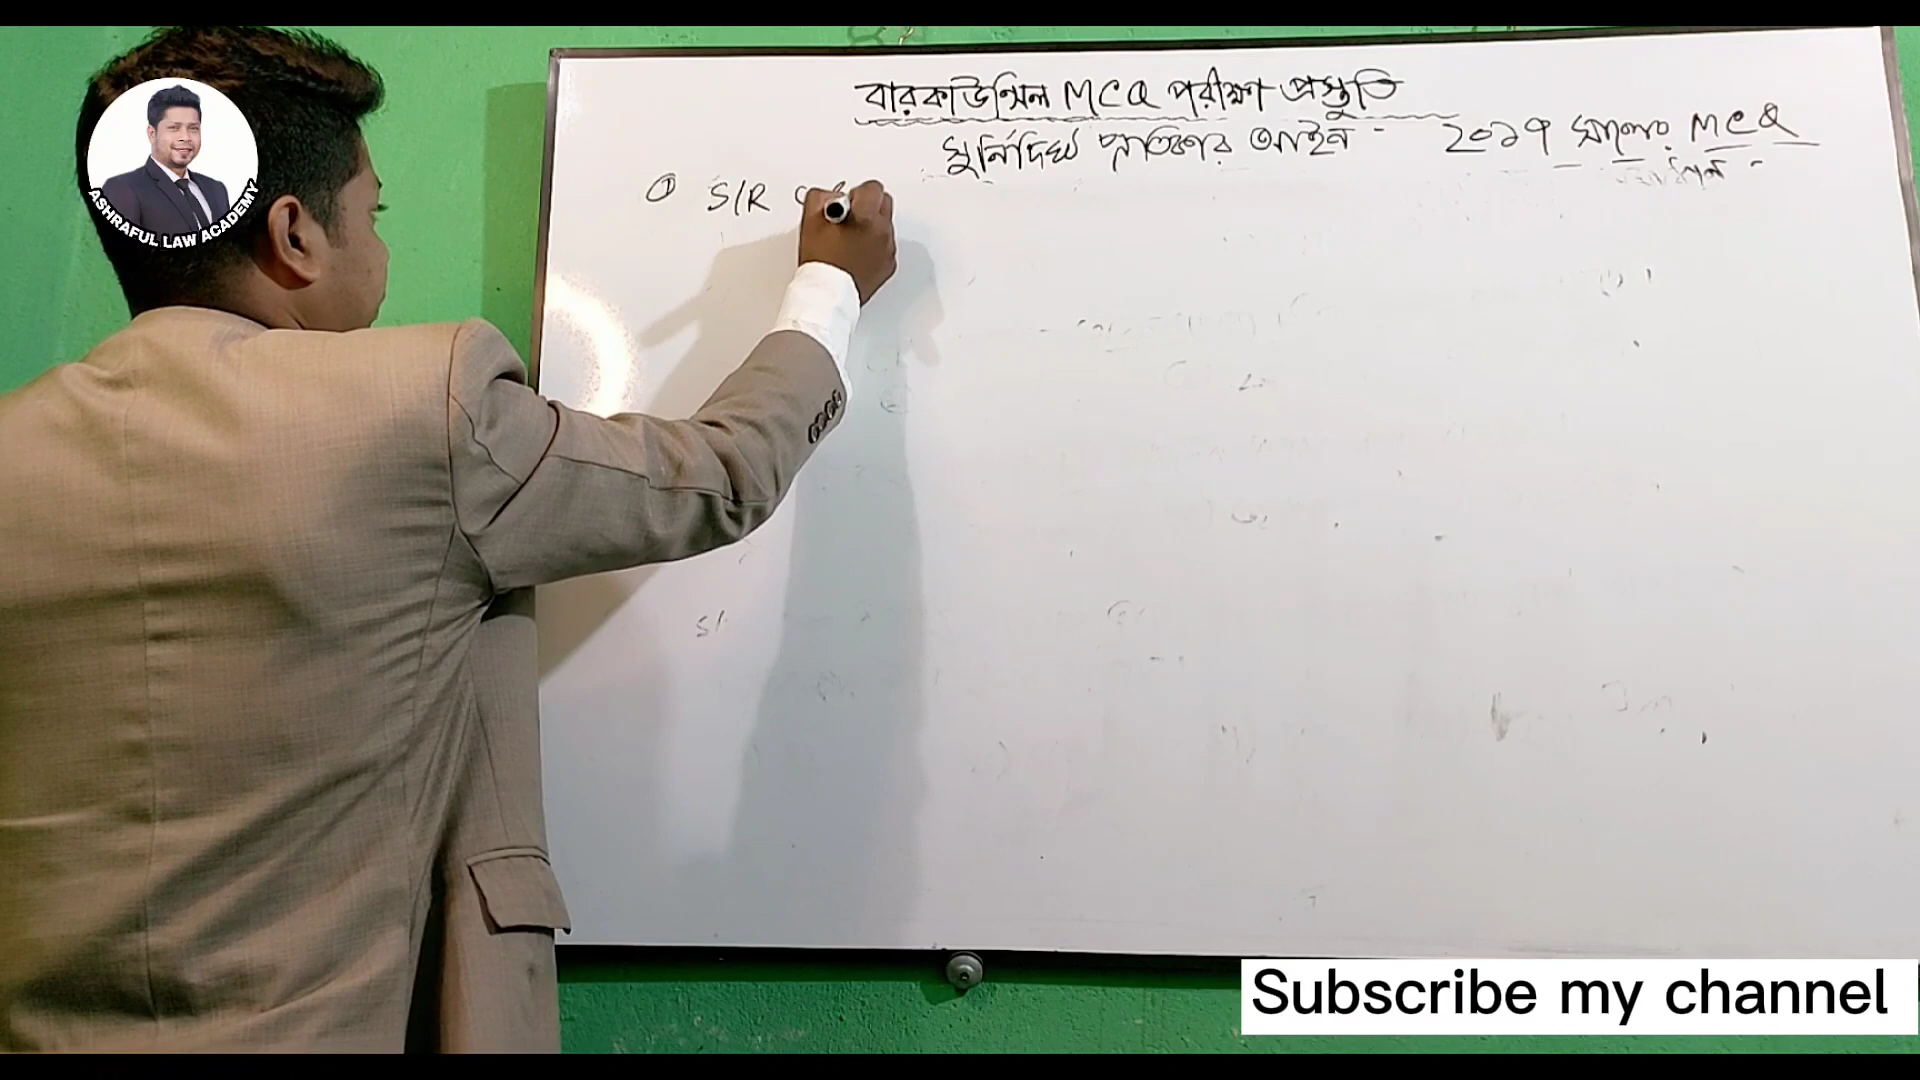 বারকাউন্সিল MCQ পরীক্ষা প্রস্তুতি
সুনির্দিষ্ট প্রতিকার আইন - ২০১৭ সালের MCQ
① S/R
ASHRAFUL LAW ACADEMY
Subscribe my channel